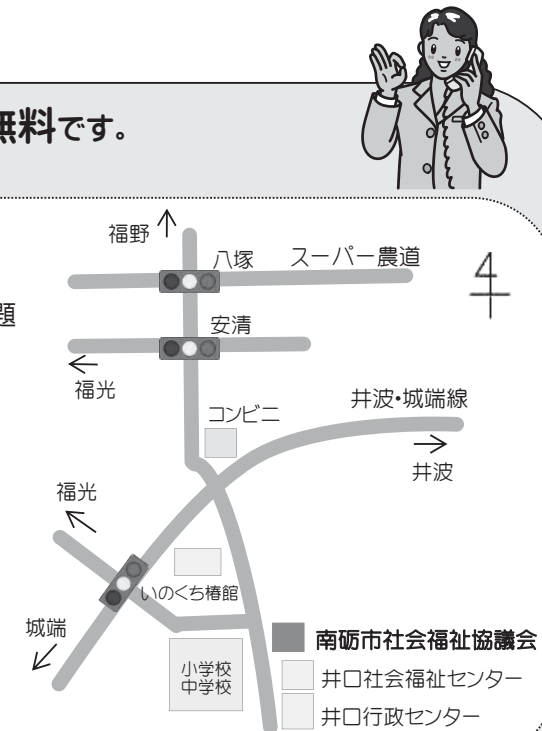 無料です。
題
福野
八塚
スーパー農道
安清
福光
コンビニ
井波・城端線
井波
福光
いのくち椿館
城端
小学校
中学校
南砺市社会福祉協議会
井口社会福祉センター
井口行政センター